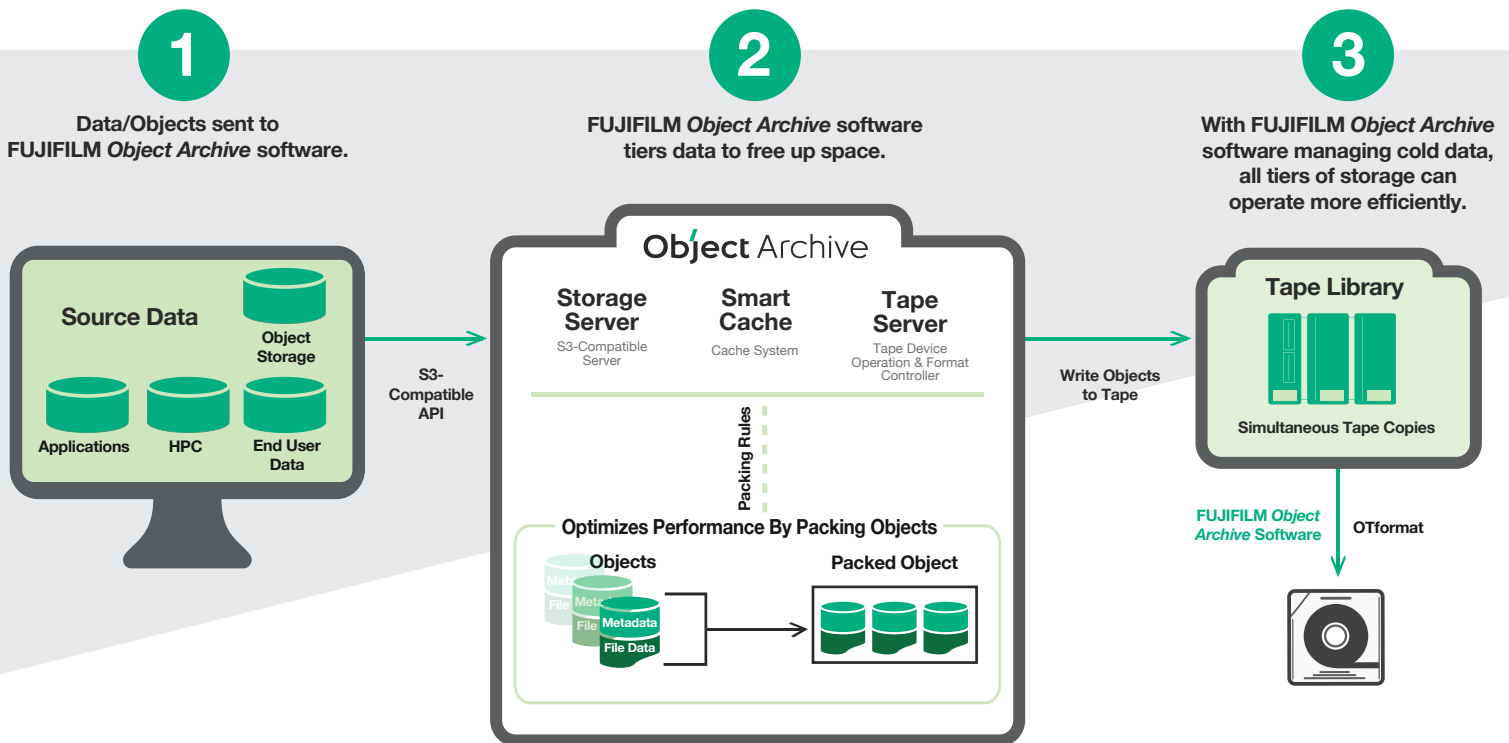 1
Data/Objects sent to
FUJIFILM Object Archive software.
2
FUJIFILM Object Archive software
tiers data to free up space.
3
With FUJIFILM Object Archive
software managing cold data,
all tiers of storage can
operate more efficiently.
Source Data
Object
Storage
Applications
HPC
End User
Data
S3-
Compatible
API
Object Archive
Storage
Server
S3-Compatible
Server
Smart
Cache
Cache System
Tape
Server
Tape Device
Operation & Format
Controller
Packing Rules
Optimizes Performance By Packing Objects
Objects
Metadata
File
Metadata
File
Metadata
File Data
Packed Object
Write Objects
to Tape
Tape Library
Simultaneous Tape Copies
FUJIFILM Object
Archive Software
OTformat